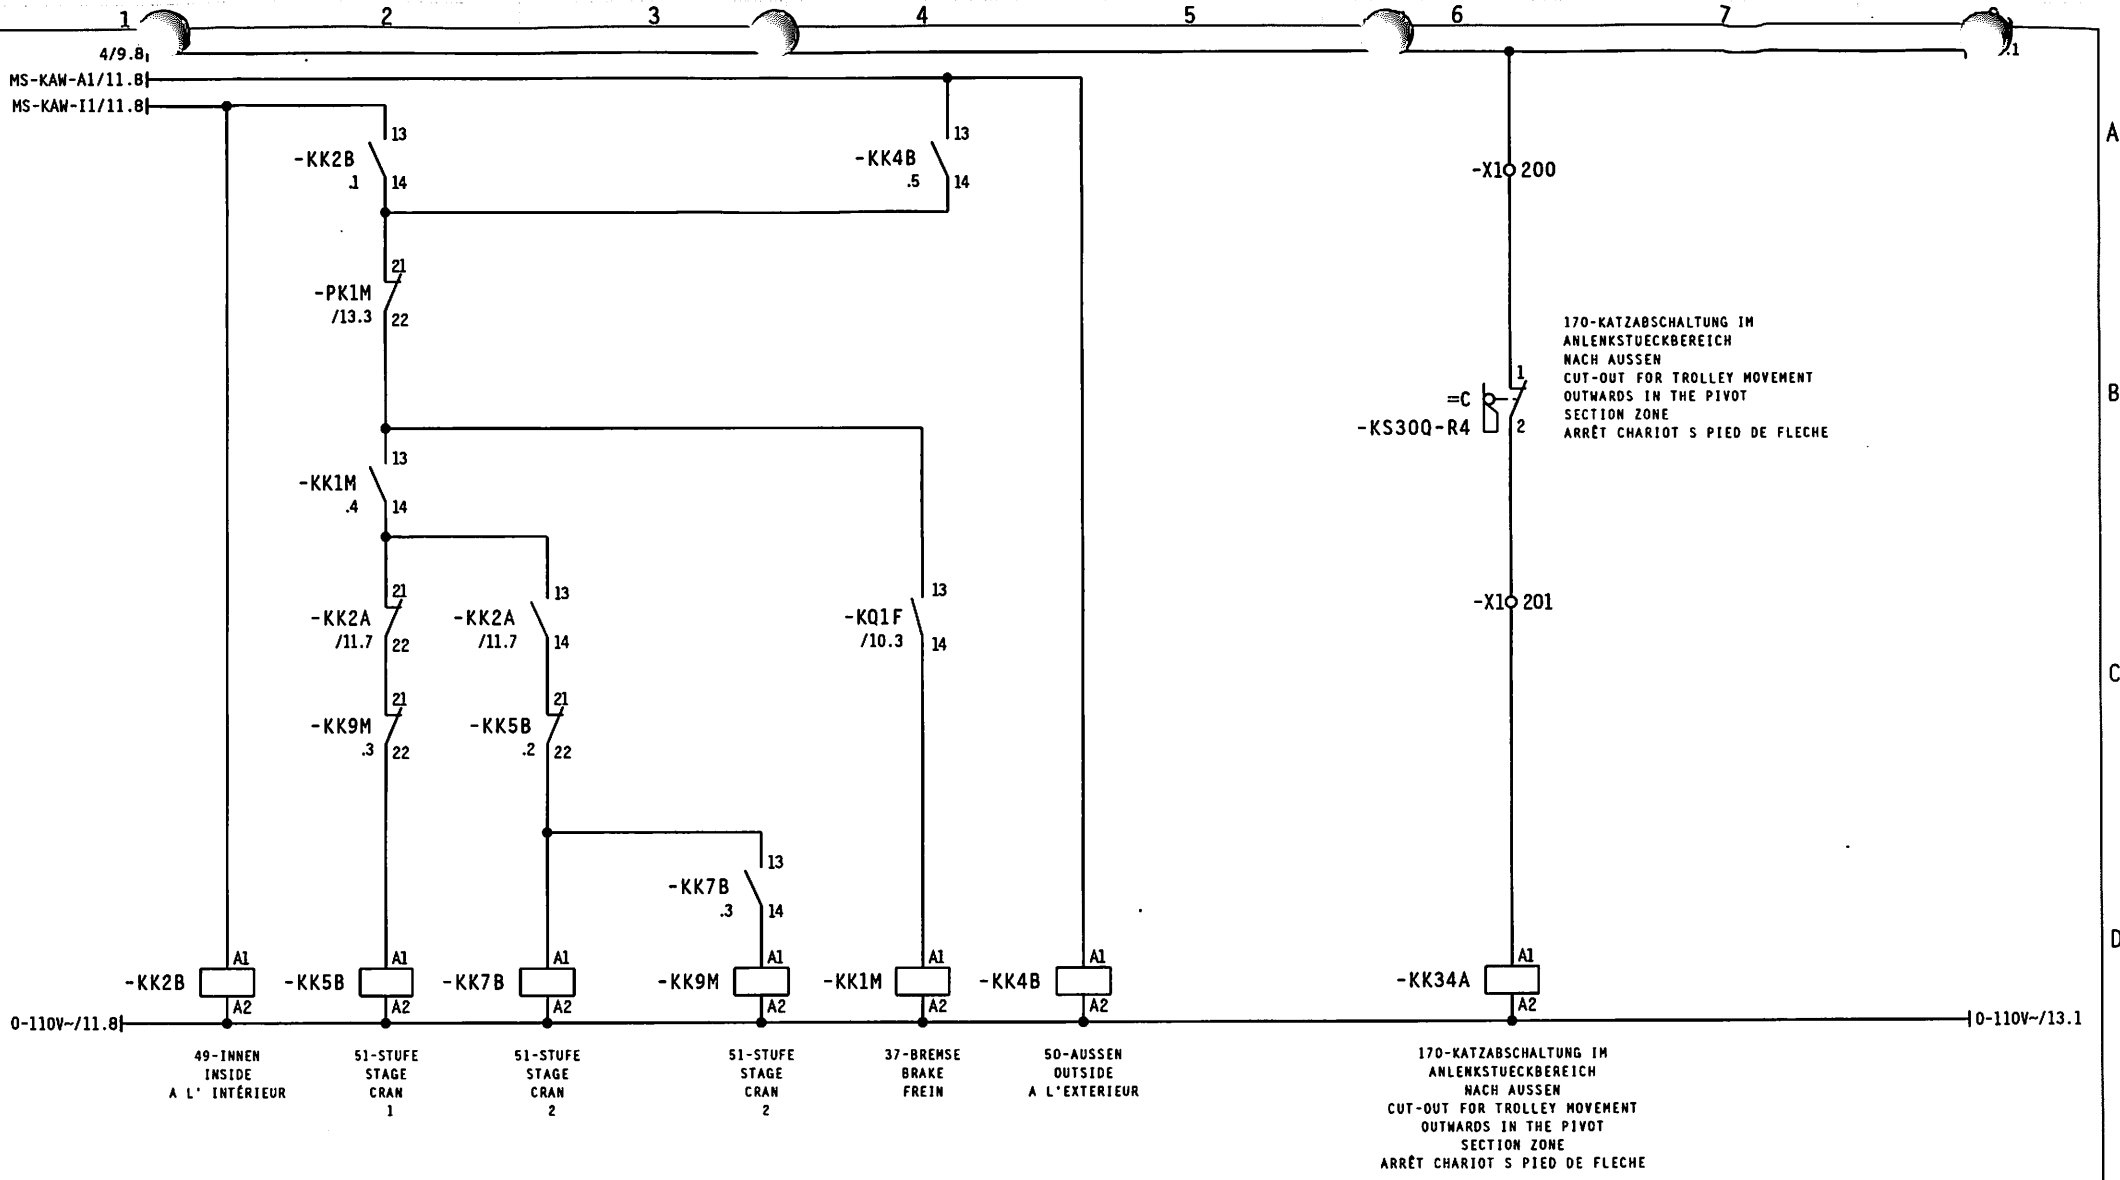 1 2 3 4 5 6 7
4/9.8
.1
MS-KAW-A1/11.8
MS-KAW-I1/11.8
A
13
-KK2B
.1
14
13
-KK4B
.5
14
-X1 200
21
-PK1M
/13.3
22
170-KATZABSCHALTUNG IM
ANLENKSTUECKBEREICH
NACH AUSSEN
CUT-OUT FOR TROLLEY MOVEMENT
OUTWARDS IN THE PIVOT
SECTION ZONE
ARRÊT CHARIOT S PIED DE FLECHE
1
=C
-KS30Q-R4
2
B
13
-KK1M
.4
14
21
-KK2A
/11.7
22
13
-KK2A
/11.7
14
13
-KQ1F
/10.3
14
-X1 201
C
21
-KK9M
.3
22
21
-KK5B
.2
22
13
-KK7B
.3
14
D
A1
-KK2B
A2
A1
-KK5B
A2
A1
-KK7B
A2
A1
-KK9M
A2
A1
-KK1M
A2
A1
-KK4B
A2
A1
-KK34A
A2
0-110V~/11.8
0-110V~/13.1
49-INNEN
INSIDE
A L' INTÉRIEUR
51-STUFE
STAGE
CRAN
1
51-STUFE
STAGE
CRAN
2
51-STUFE
STAGE
CRAN
2
37-BREMSE
BRAKE
FREIN
50-AUSSEN
OUTSIDE
A L'EXTERIEUR
170-KATZABSCHALTUNG IM
ANLENKSTUECKBEREICH
NACH AUSSEN
CUT-OUT FOR TROLLEY MOVEMENT
OUTWARDS IN THE PIVOT
SECTION ZONE
ARRÊT CHARIOT S PIED DE FLECHE